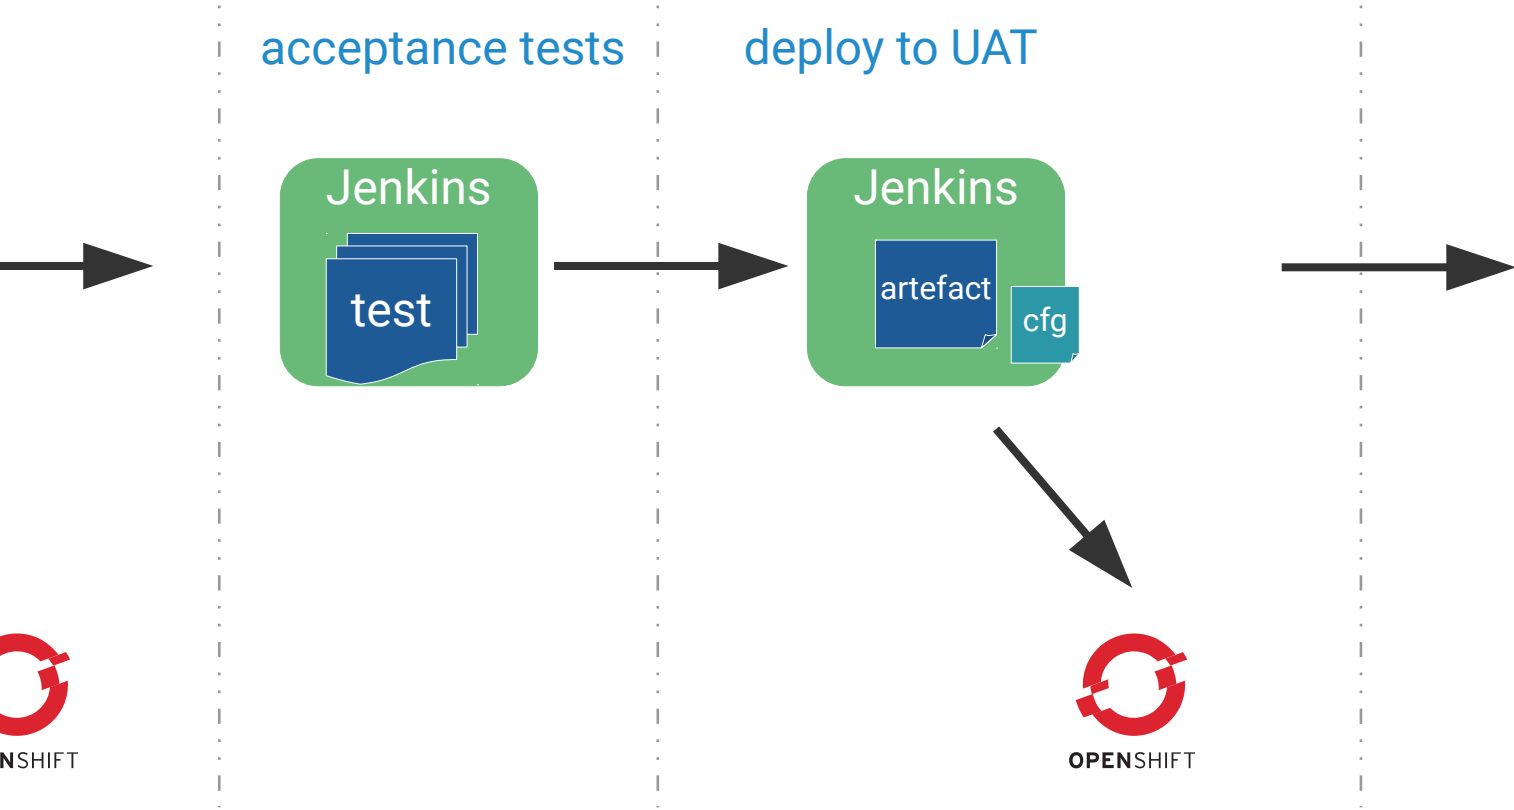 acceptance tests
deploy to UAT
Jenkins
test
Jenkins
artefact
cfg
NSHIFT
OPENSHIFT